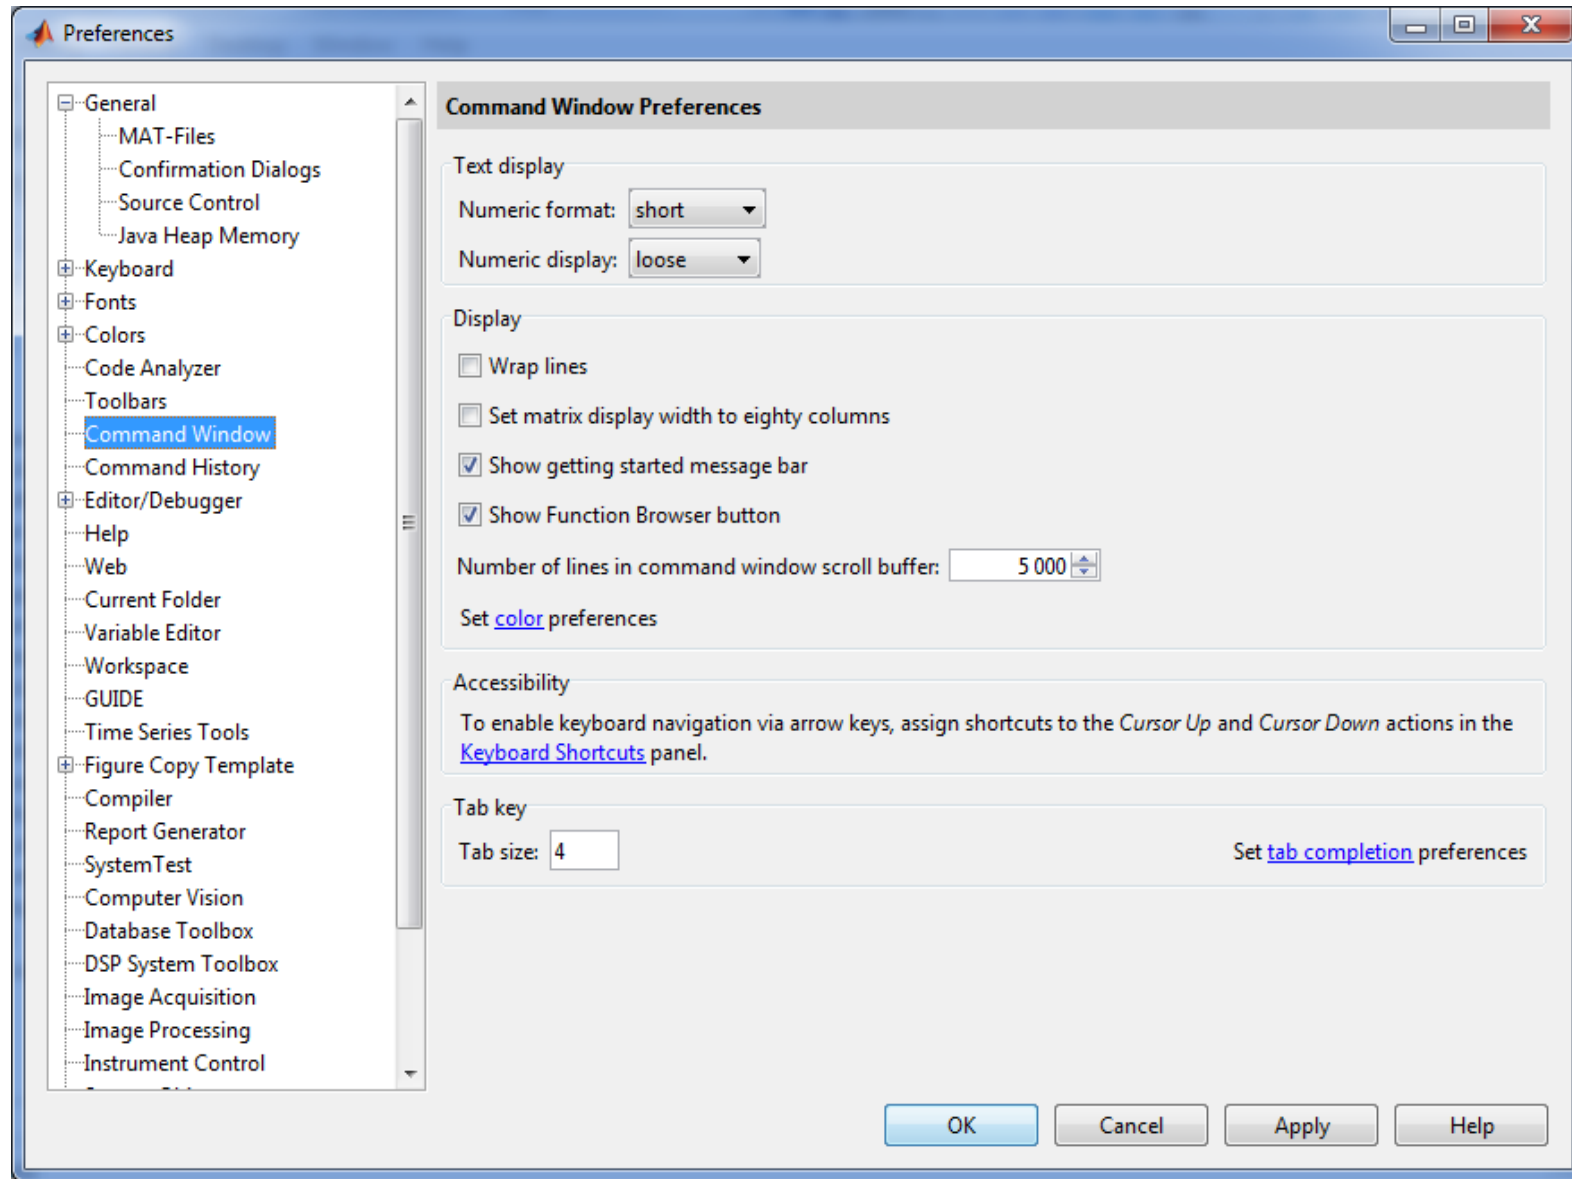 Preferences
General
MAT-Files
Confirmation Dialogs
Source Control
Java Heap Memory
Keyboard
Fonts
Colors
Code Analyzer
Toolbars
Command Window
Command History
Editor/Debugger
Help
Web
Current Folder
Variable Editor
Workspace
GUIDE
Time Series Tools
Figure Copy Template
Compiler
Report Generator
SystemTest
Computer Vision
Database Toolbox
DSP System Toolbox
Image Acquisition
Image Processing
Instrument Control
Command Window Preferences
Text display
Numeric format: short
Numeric display: loose
Display
Wrap lines
Set matrix display width to eighty columns
Show getting started message bar
Show Function Browser button
Number of lines in command window scroll buffer: 5 000
Set color preferences
Accessibility
To enable keyboard navigation via arrow keys, assign shortcuts to the Cursor Up and Cursor Down actions in the
Keyboard Shortcuts panel.
Tab key
Tab size: 4 Set tab completion preferences
OK Cancel Apply Help